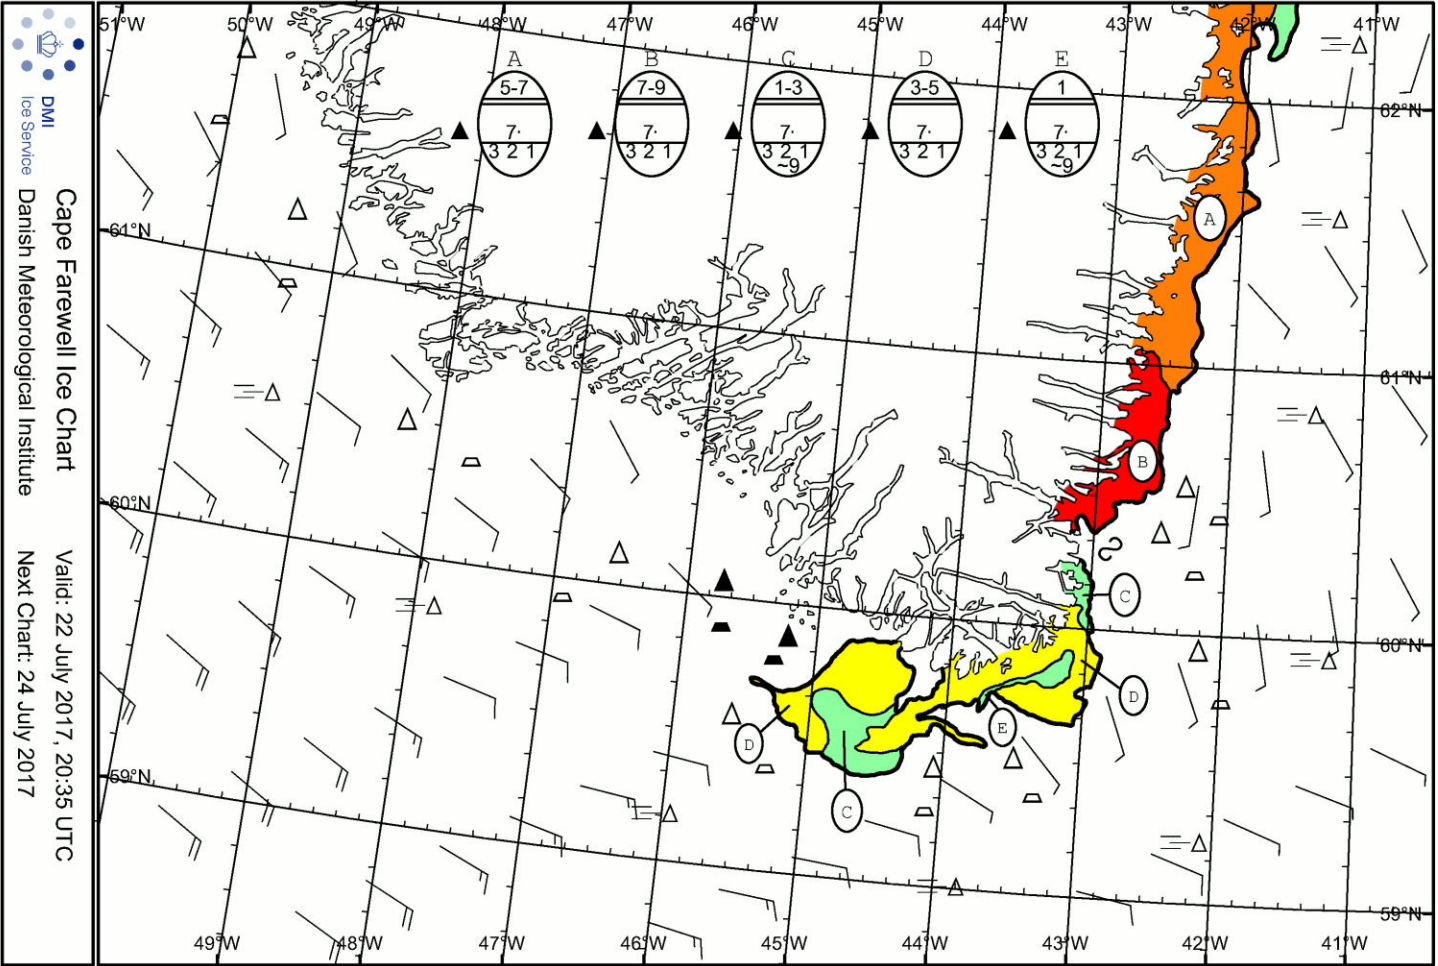 DMI
Ice Service
Cape Farewell Ice Chart
Danish Meteorological Institute
Valid: 22 July 2017, 20:35 UTC
Next Chart: 24 July 2017
51°W 50°W 49°W 48°W 47°W 46°W 45°W 44°W 43°W 42°W 41°W
A B C D E
5-7 7-9 1-3 3-5 1
7· 7· 7· 7· 7·
3 2 1 3 2 1 3 2 1 3 2 1 3 2 1
~9 ~9
62°N
A
61°N
61°N
B
60°N
C
60°N
D
E
D
59°N
C
59°N
49°W 48°W 47°W 46°W 45°W 44°W 43°W 42°W 41°W